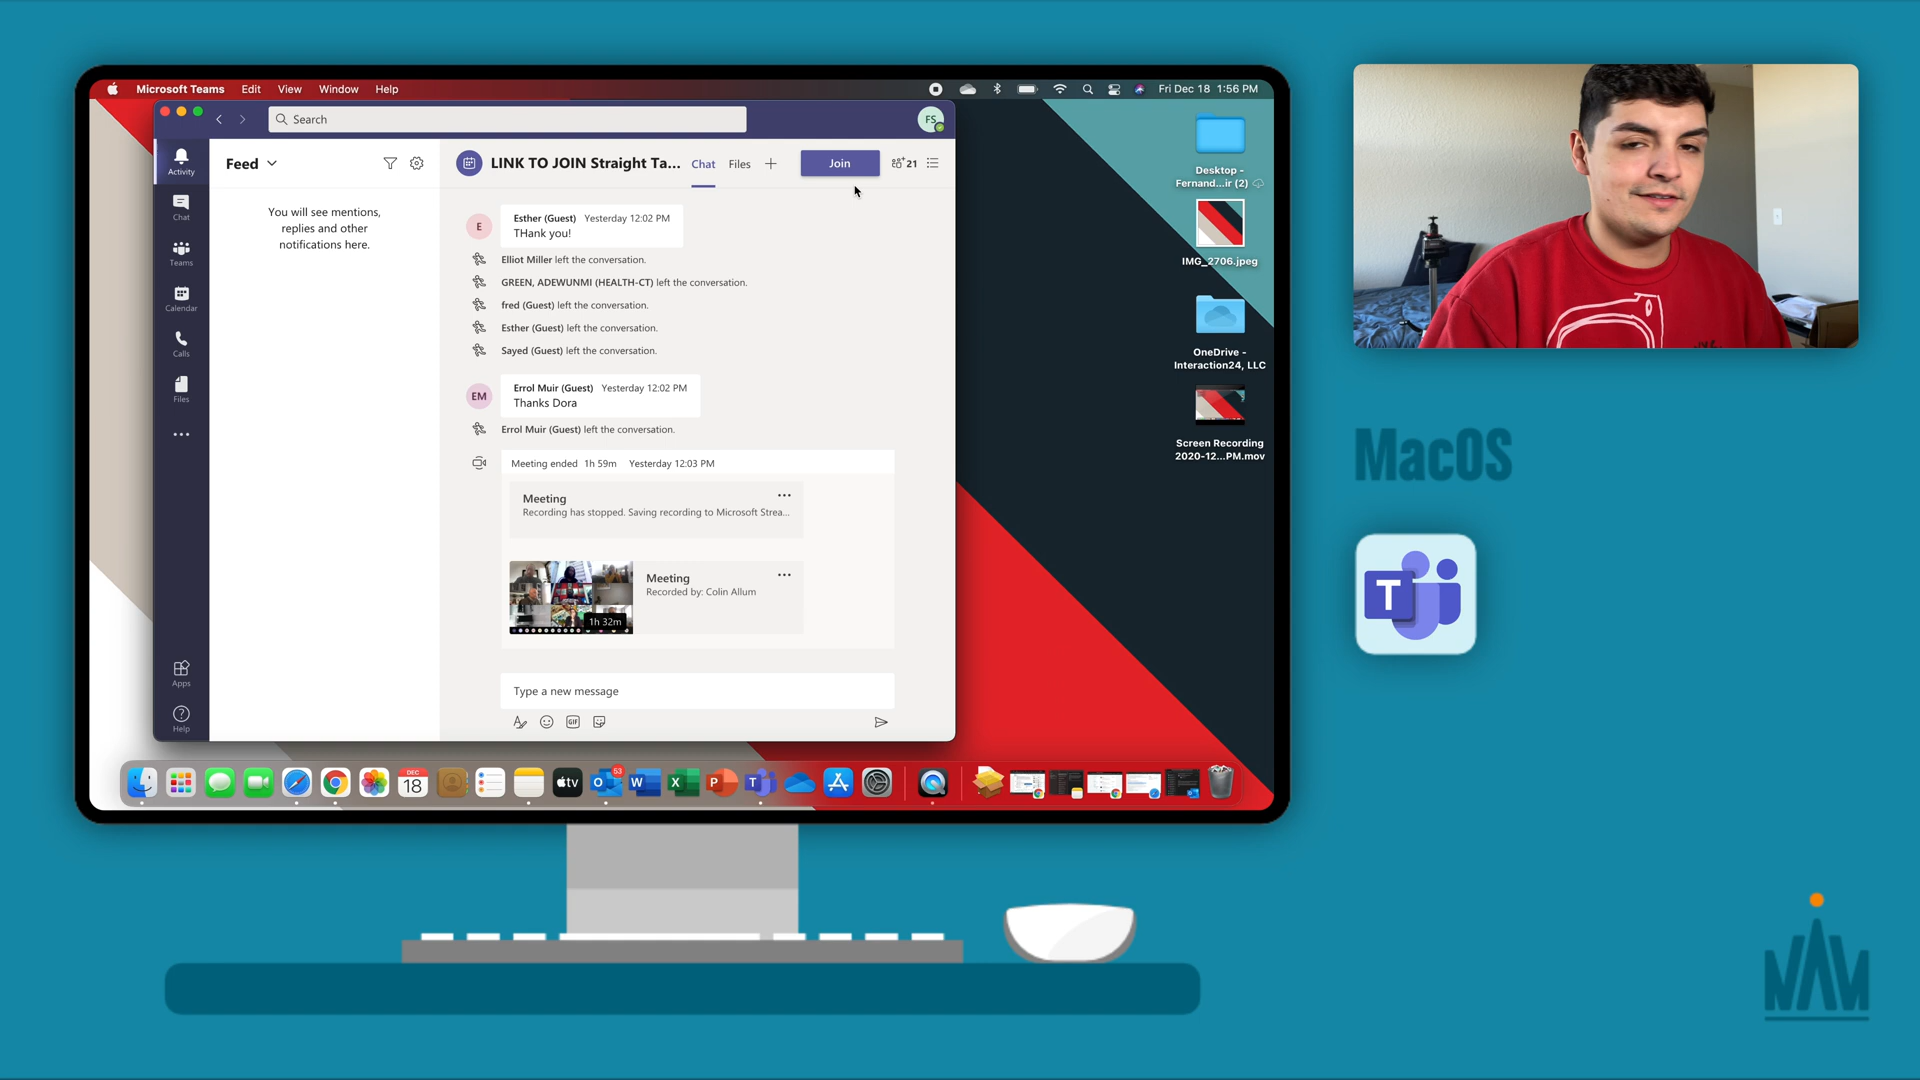 Microsoft Teams Edit View Window Help
Fri Dec 18 1:56 PM
Search
FS
Activity
Chat
Teams
Calendar
Calls
Files
Apps
Help
Feed
You will see mentions,
replies and other
notifications here.
LINK TO JOIN Straight Ta... Chat Files Join 21
E
Esther (Guest) Yesterday 12:02 PM
THank you!
Elliot Miller left the conversation.
GREEN, ADEWUNMI (HEALTH-CT) left the conversation.
fred (Guest) left the conversation.
Esther (Guest) left the conversation.
Sayed (Guest) left the conversation.
EM
Errol Muir (Guest) Yesterday 12:02 PM
Thanks Dora
Errol Muir (Guest) left the conversation.
Meeting ended 1h 59m Yesterday 12:03 PM
Meeting
Recording has stopped. Saving recording to Microsoft Strea...
Meeting
Recorded by: Colin Allum
1h 32m
Type a new message
GIF
Desktop -
Fernand...ir (2)
IMG_2706.jpeg
OneDrive -
Interaction24, LLC
Screen Recording
2020-12...PM.mov
DEC
18
tv
O
53
W
X
P
T
MacOS
T